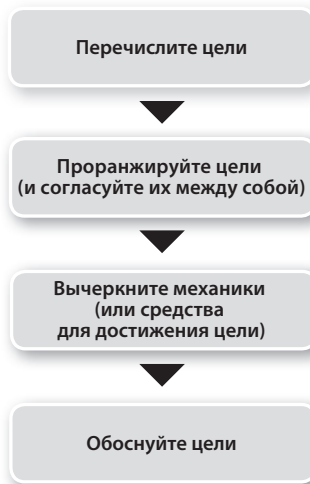 Перечислите цели
Проранжируйте цели
(и согласуйте их между собой)
Вычеркните механики
(или средства
для достижения цели)
Обоснуйте цели